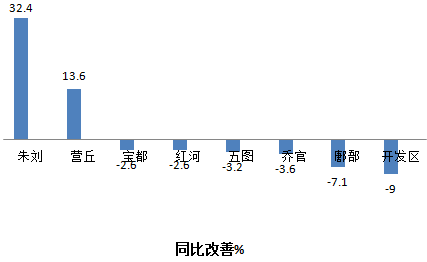 32.4
13.6
朱刘 营丘 宝都 红河 五图 乔官 鄌郚 开发区
-2.6 -2.6 -3.2 -3.6 -7.1 -9
同比改善%